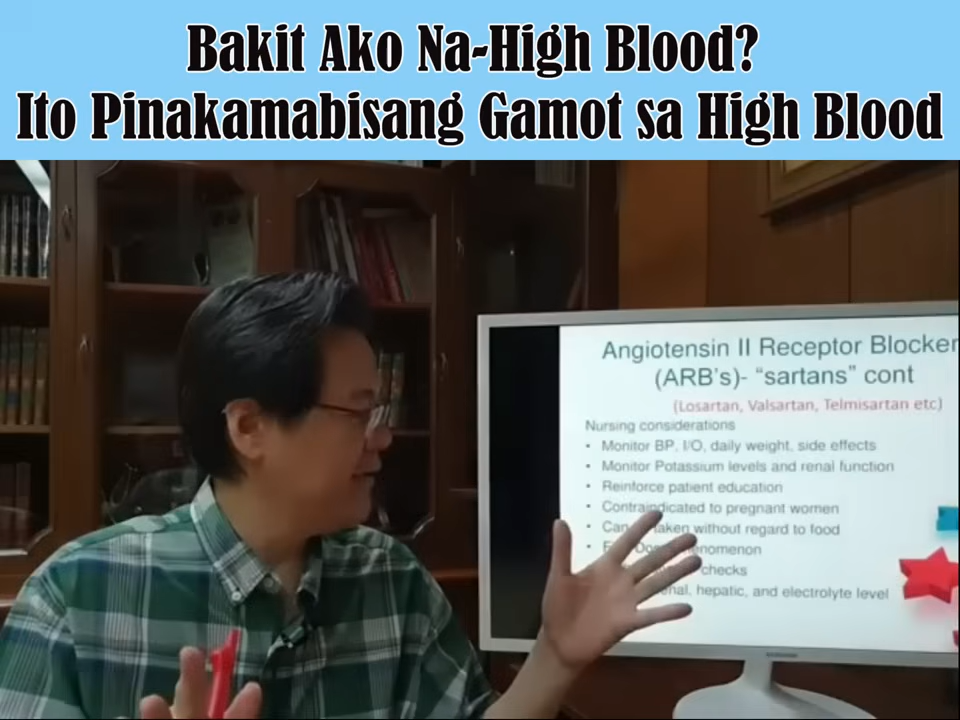 Bakit Ako Na-High Blood?
Ito Pinakamabisang Gamot sa High Blood
Angiotensin II Receptor Blocker
(ARB's)- "sartans" cont
(Losartan, Valsartan, Telmisartan etc)
Nursing considerations
• Monitor BP, I/O, daily weight, side effects
• Monitor Potassium levels and renal function
• Reinforce patient education
• Contraindicated to pregnant women
• Can taken without regard to food
• enomenon
checks
hepatic, and electrolyte level